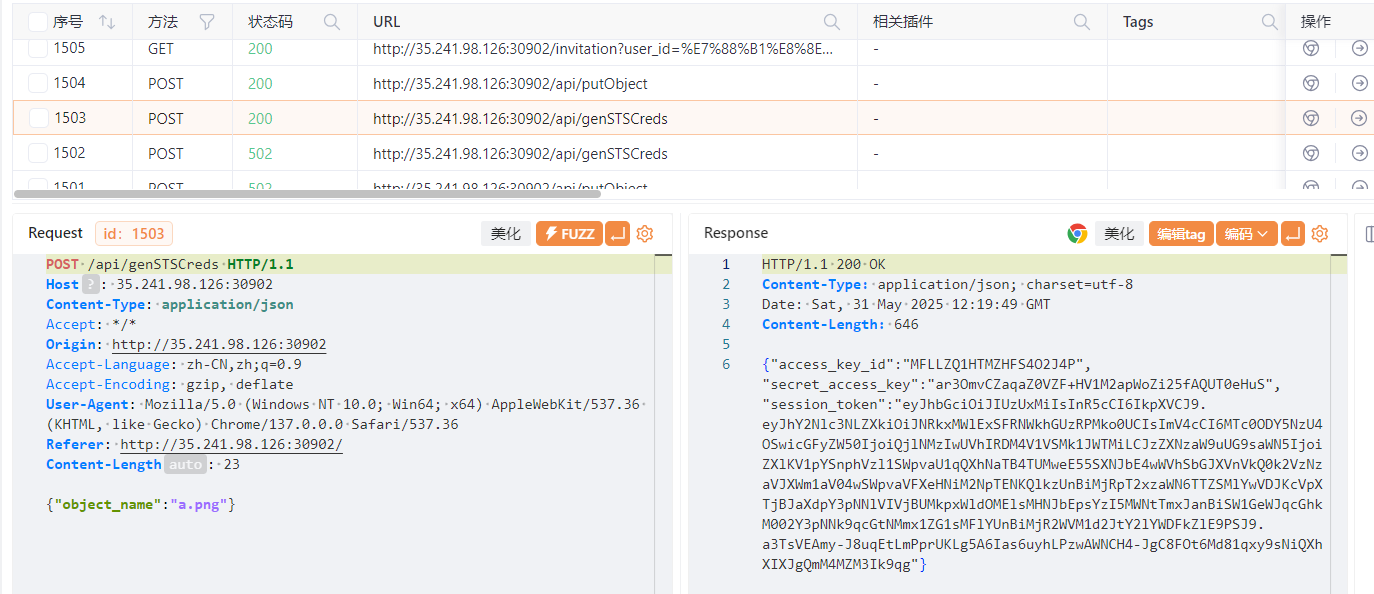 序号 方法 状态码 URL 相关插件 Tags 操作
1505 GET 200 http://35.241.98.126:30902/invitation?user_id=%E7%88%B1%E8%8E... -
1504 POST 200 http://35.241.98.126:30902/api/putObject -
1503 POST 200 http://35.241.98.126:30902/api/genSTSCreds -
1502 POST 502 http://35.241.98.126:30902/api/genSTSCreds -
1501 POST 502 http://35.241.98.126:30902/api/putObject
Request id: 1503 美化 FUZZ
POST /api/genSTSCreds HTTP/1.1
Host ? : 35.241.98.126:30902
Content-Type: application/json
Accept: */*
Origin: http://35.241.98.126:30902
Accept-Language: zh-CN,zh;q=0.9
Accept-Encoding: gzip, deflate
User-Agent: Mozilla/5.0 (Windows NT 10.0; Win64; x64) AppleWebKit/537.36
(KHTML, like Gecko) Chrome/137.0.0.0 Safari/537.36
Referer: http://35.241.98.126:30902/
Content-Length auto : 23
{"object_name":"a.png"}
Response 美化 编辑tag 编码
1 HTTP/1.1 200 OK
2 Content-Type: application/json; charset=utf-8
3 Date: Sat, 31 May 2025 12:19:49 GMT
4 Content-Length: 646
5
6 {"access_key_id":"MFLLZQ1HTMZHFS4O2J4P",
"secret_access_key":"ar3OmvCZaqaZ0VZF+HV1M2apWoZi25fAQUT0eHuS",
"session_token":"eyJhbGciOiJIUzUxMiIsInR5cCI6IkpXVCJ9.
eyJhY2Nlc3NLZXkiOiJNRkxMWlExSFRNWkhGUzRPMko0UCIsImV4cCI6MTc0ODY5NzU4
OSwicGFyZW50IjoiQjlNMzIwUVhIRDM4V1VSMk1JWTMiLCJzZXNzaW9uUG9saWN5Ijoi
ZXlKV1pYSnphVzl1SWpvaU1qQXhNaTB4TUMweE55SXNJbE4wWVhSbGJXVnVkQ0k2VzNz
aVJXWm1aV04wSWpvaVFXeHNiM2NpTENKQlkzUnBiMjRpT2xzaWN6TTZSMlYwVDJKcVpX
TjBJaXdpY3pNNlVIVjBUMkpxWldOMElsMHNJbEpsYzI5MWNtTmxJanBiSW1GeWJqcGhk
M002Y3pNNk9qcGtNMmx1ZG1sMFlYUnBiMjR2WVM1d2JtY2lYWDFkZlE9PSJ9.
a3TsVEAmy-J8uqEtLmPprUKLg5A6Ias6uyhLPzwAWNCH4-JgC8FOt6Md81qxy9sNiQXh
XIXJgQmM4MZM3Ik9qg"}